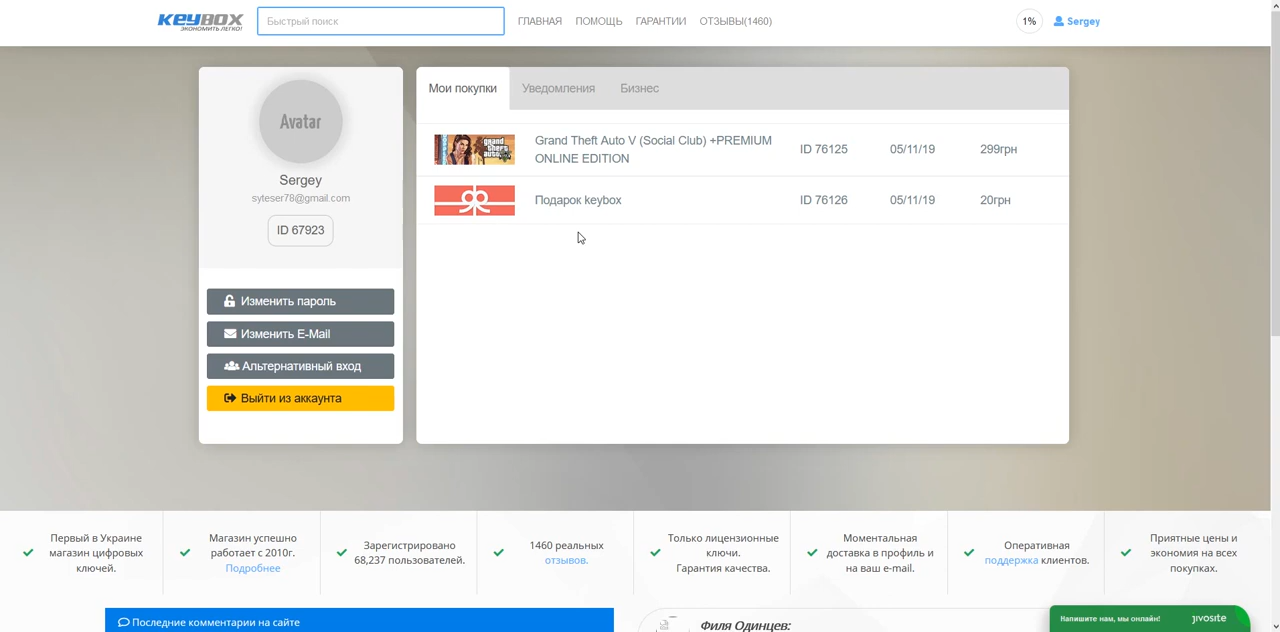 KEYBOX
ЭКОНОМИТЬ ЛЕГКО!
Быстрый поиск
ГЛАВНАЯ
ПОМОЩЬ
ГАРАНТИИ
ОТЗЫВЫ(1460)
1%
Sergey
Avatar
Sergey
syteser78@gmail.com
ID 67923
Изменить пароль
Изменить E-Mail
Альтернативный вход
Выйти из аккаунта
Мои покупки
Уведомления
Бизнес
grand
theft
auto
Grand Theft Auto V (Social Club) +PREMIUM
ONLINE EDITION
ID 76125
05/11/19
299грн
Подарок keybox
ID 76126
05/11/19
20грн
Первый в Украине
магазин цифровых
ключей.
Магазин успешно
работает с 2010г.
Подробнее
Зарегистрировано
68,237 пользователей.
1460 реальных
отзывов.
Только лицензионные
ключи.
Гарантия качества.
Моментальная
доставка в профиль и
на ваш e-mail.
Оперативная
поддержка клиентов.
Приятные цены и
экономия на всех
покупках.
Последние комментарии на сайте
Филя Одинцев:
Напишите нам, мы онлайн!
jivosite